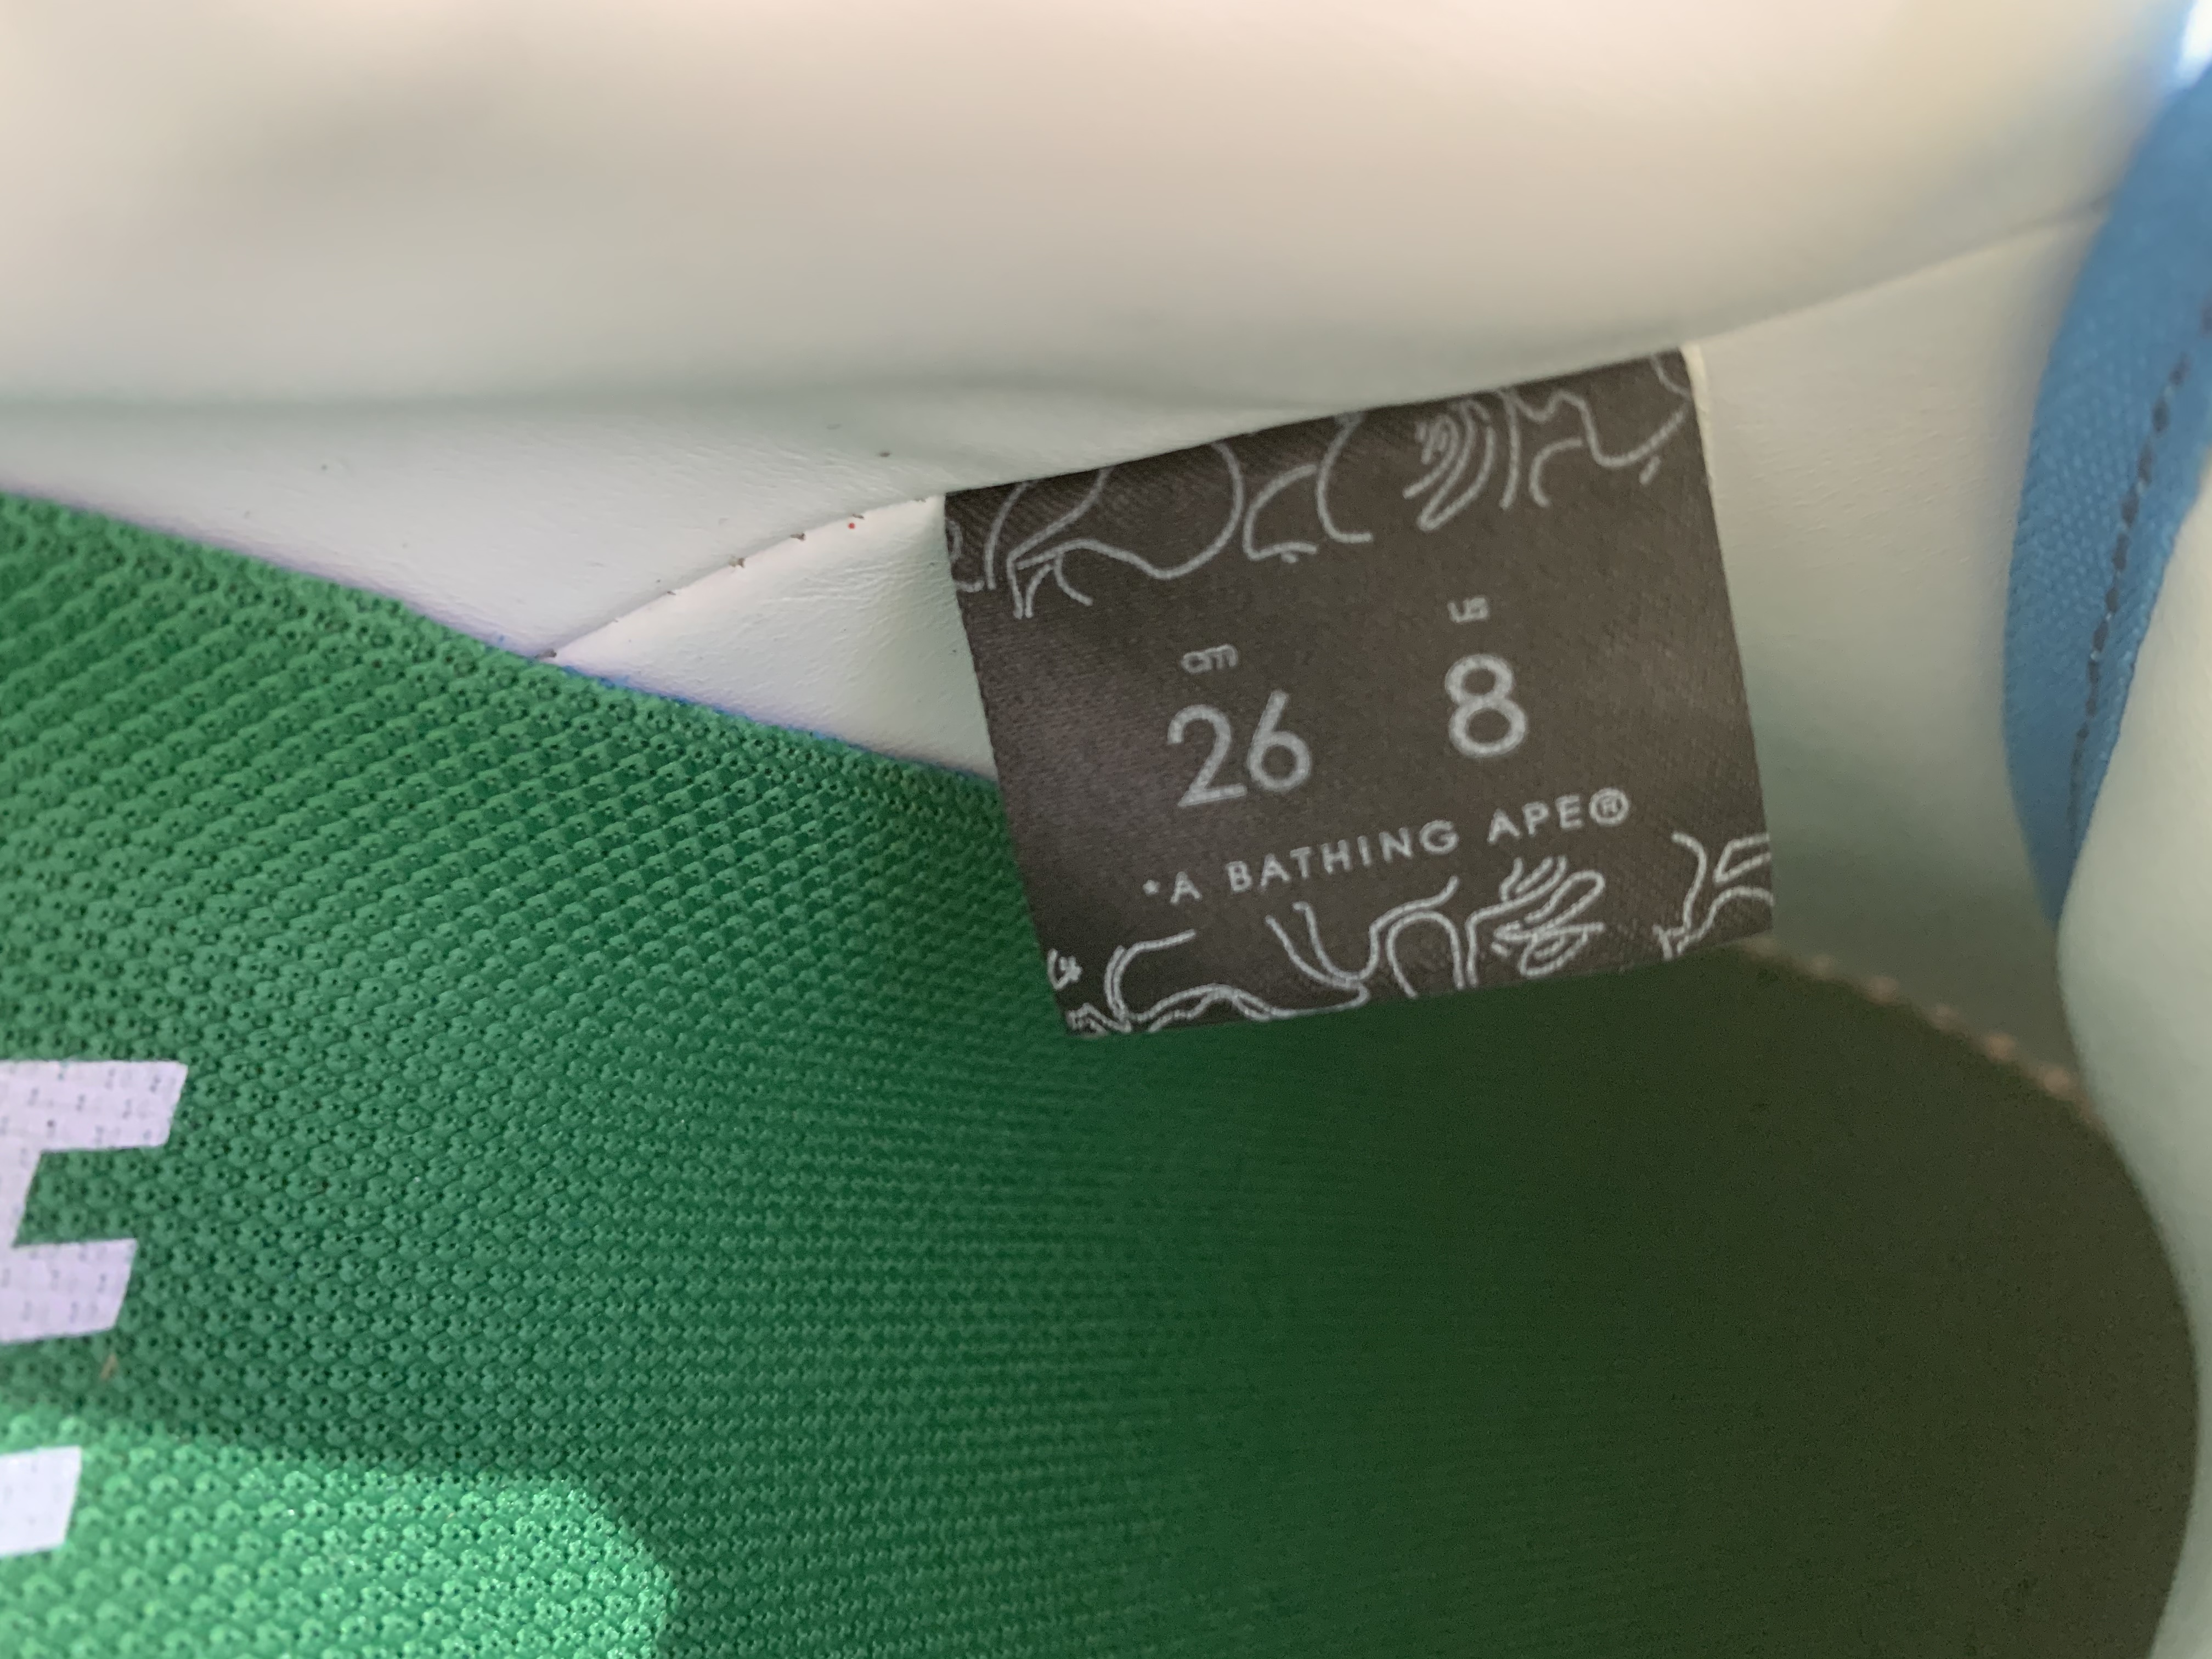 cm us
26 8
*A BATHING APE®